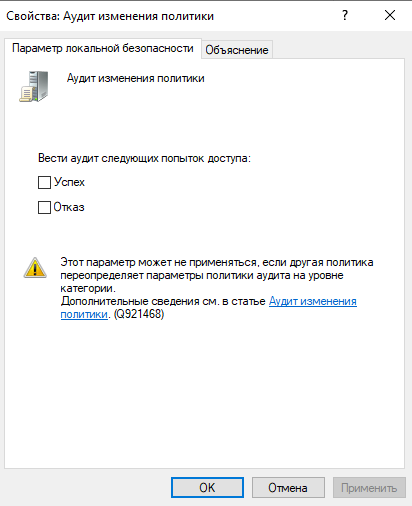 Свойства: Аудит изменения политики
Параметр локальной безопасности
Объяснение
Аудит изменения политики
Вести аудит следующих попыток доступа:
Успех
Отказ
Этот параметр может не применяться, если другая политика
переопределяет параметры политики аудита на уровне
категории.
Дополнительные сведения см. в статье Аудит изменения
политики. (Q921468)
OK
Отмена
Применить